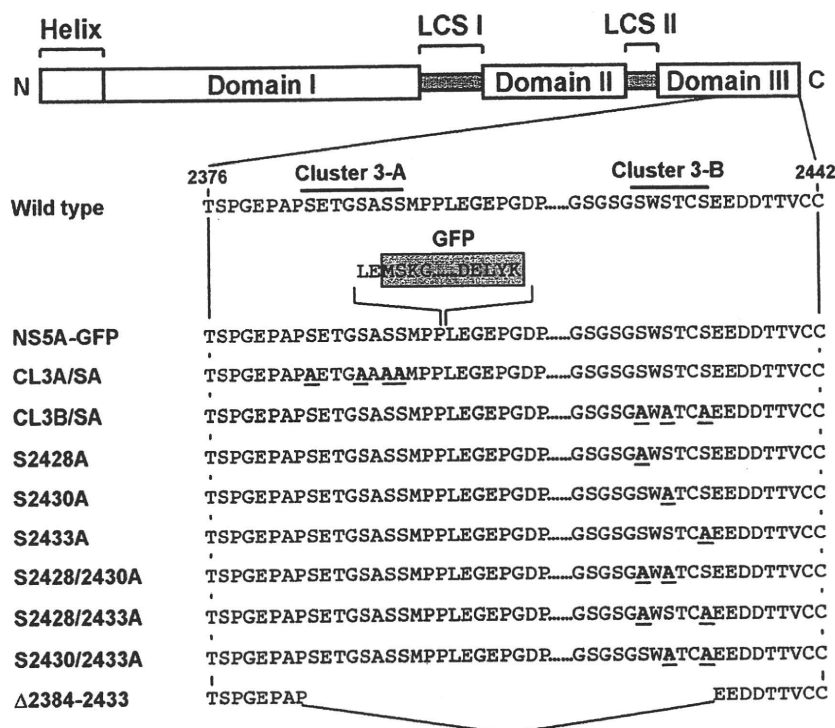 Helix LCS I LCS II
N Domain I Domain II Domain III C
2376 Cluster 3-A Cluster 3-B 2442
Wild type TSPGEPAPSETGSASSMPPLEGEPGDP......GSGSGSWSTCSEEDDTTVCC
GFP
LEMSKG......DELYK
NS5A-GFP TSPGEPAPSETGSASSMPPLEGEPGDP......GSGSGSWSTCSEEDDTTVCC
CL3A/SA TSPGEPAPAETGAAAAMPPLEGEPGDP......GSGSGSWSTCSEEDDTTVCC
CL3B/SA TSPGEPAPSETGSASSMPPLEGEPGDP......GSGSGAWATCAEEDDTTVCC
S2428A TSPGEPAPSETGSASSMPPLEGEPGDP......GSGSGAWSTCSEEDDTTVCC
S2430A TSPGEPAPSETGSASSMPPLEGEPGDP......GSGSGSWATCSEEDDTTVCC
S2433A TSPGEPAPSETGSASSMPPLEGEPGDP......GSGSGSWSTCAEEDDTTVCC
S2428/2430A TSPGEPAPSETGSASSMPPLEGEPGDP......GSGSGAWATCSEEDDTTVCC
S2428/2433A TSPGEPAPSETGSASSMPPLEGEPGDP......GSGSGAWSTCAEEDDTTVCC
S2430/2433A TSPGEPAPSETGSASSMPPLEGEPGDP......GSGSGSWATCAEEDDTTVCC
Δ2384-2433 TSPGEPAP EEDDTTVCC